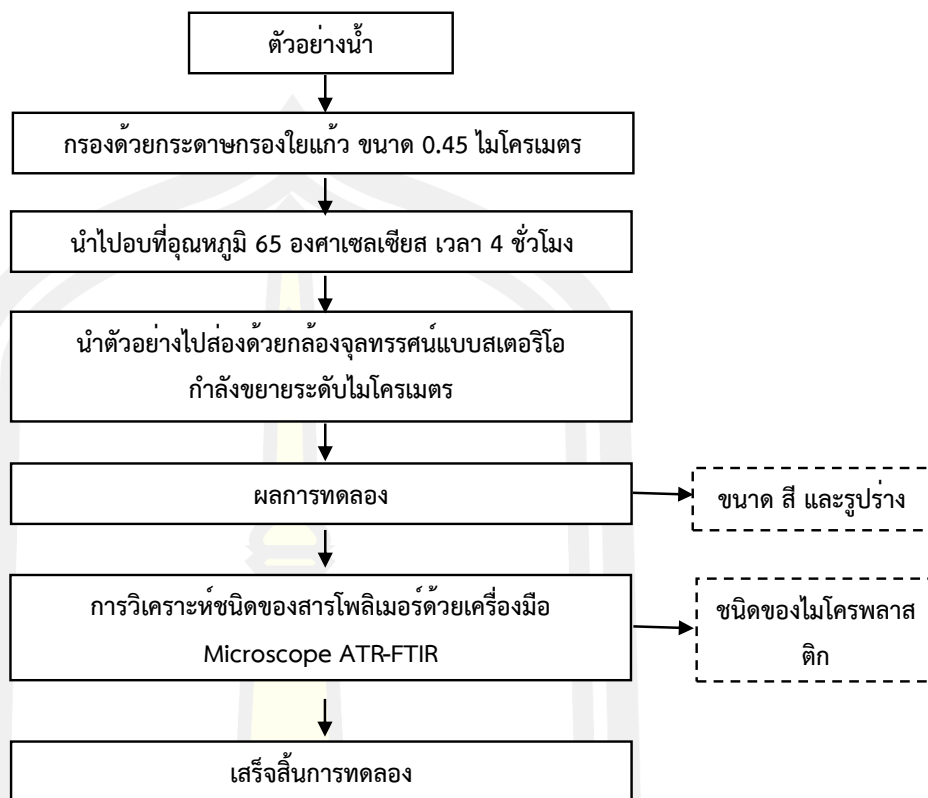 ตัวอย่างน้ำ
กรองด้วยกระดาษกรองใยแก้ว ขนาด 0.45 ไมโครเมตร
นำไปอบที่อุณหภูมิ 65 องศาเซลเซียส เวลา 4 ชั่วโมง
นำตัวอย่างไปส่องด้วยกล้องจุลทรรศน์แบบสเตอริโอ
กำลังขยายระดับไมโครเมตร
ผลการทดลอง
ขนาด สี และรูปร่าง
การวิเคราะห์ชนิดของสารโพลิเมอร์ด้วยเครื่องมือ
Microscope ATR-FTIR
ชนิดของไมโครพลาส
ติก
เสร็จสิ้นการทดลอง